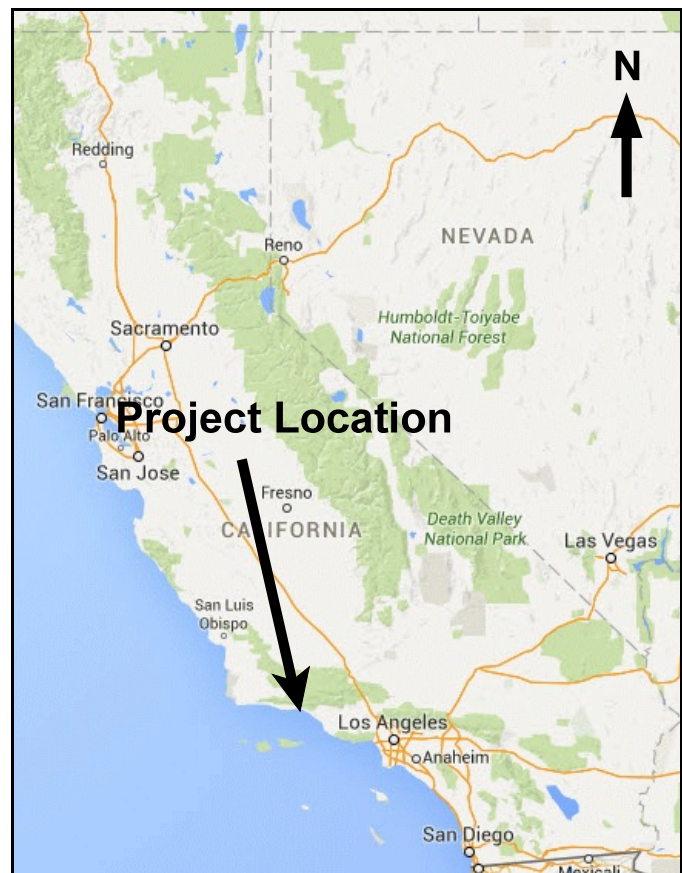 N
Redding
Reno
NEVADA
Humboldt-Toiyabe
National Forest
Sacramento
San Francisco
Project Location
Palo Alto
San Jose
Fresno
CALIFORNIA
Death Valley
National Park
Las Vegas
San Luis
Obispo
Los Angeles
Anaheim
San Diego
Mexicali